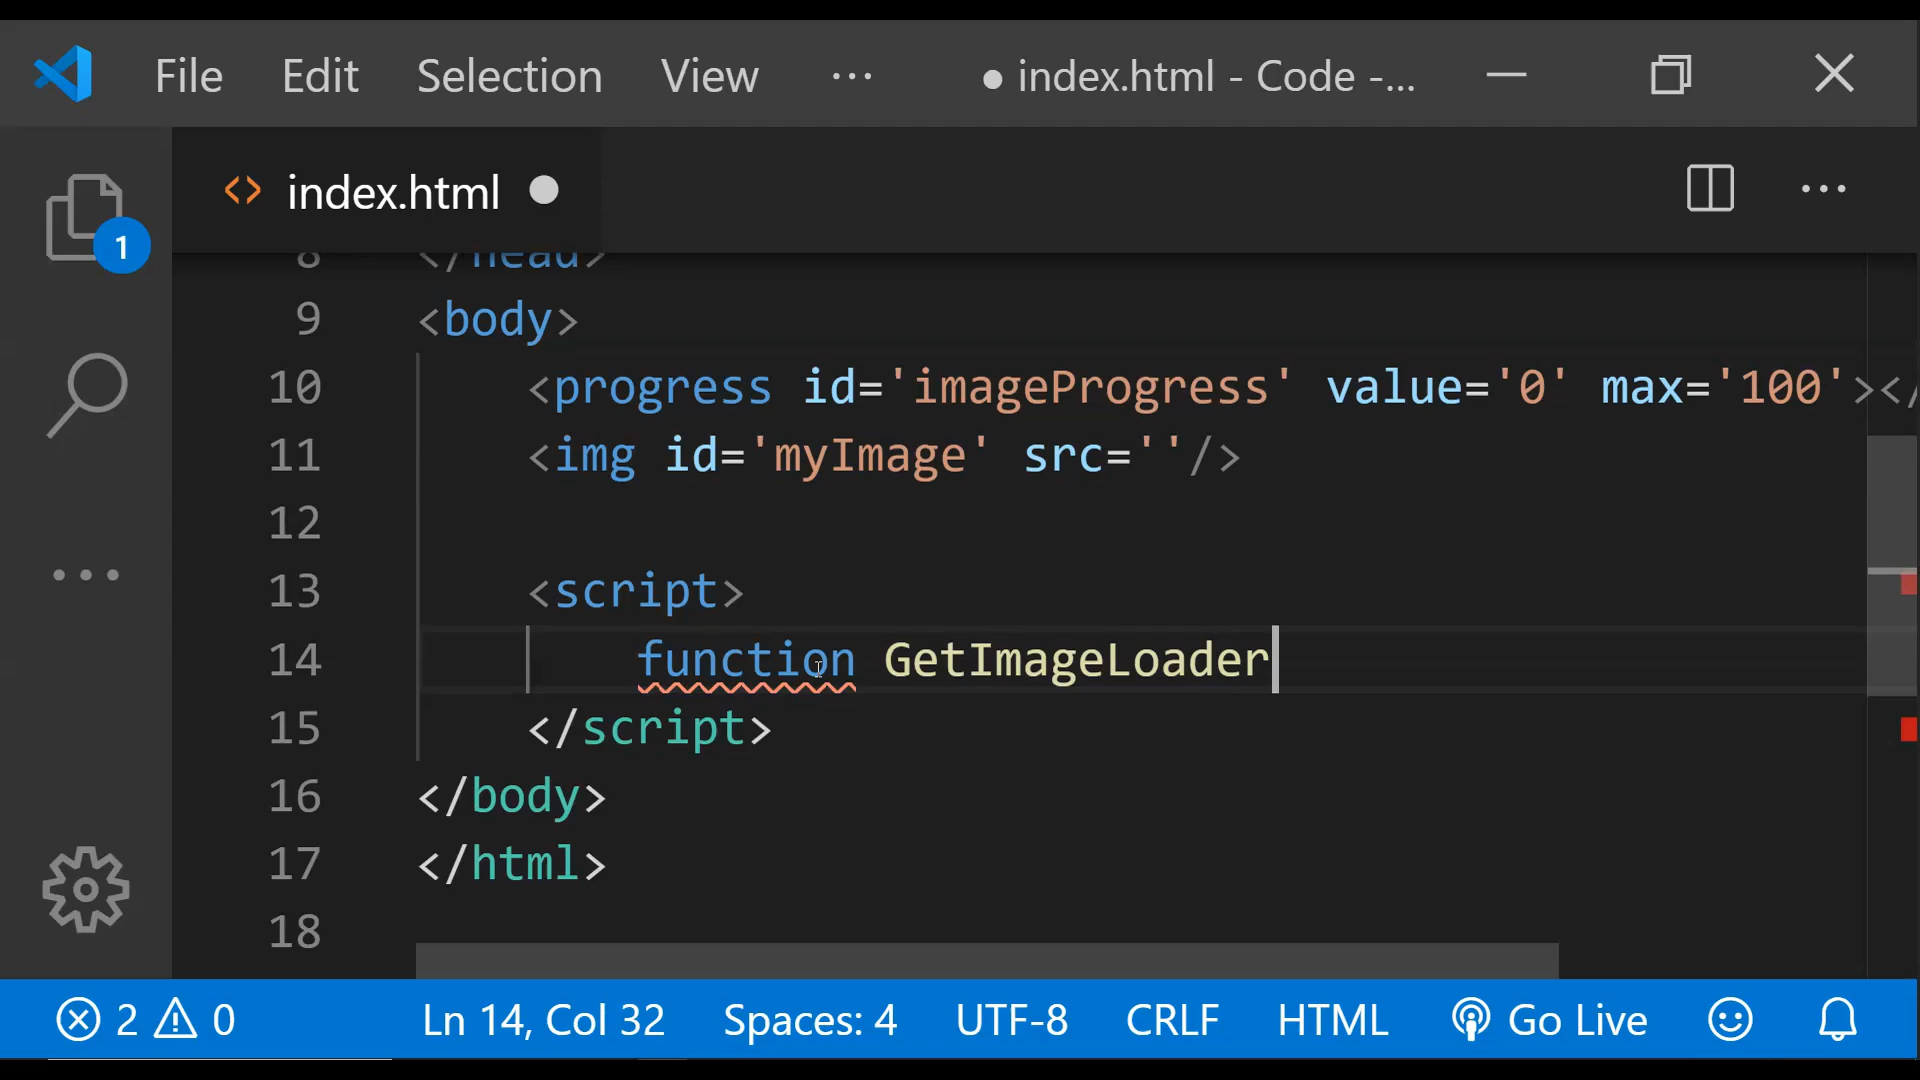 File Edit Selection View ··· ● index.html - Code -...
<> index.html ●
1
8 </head>
9 <body>
10 <progress id='imageProgress' value='0' max='100'></
11 <img id='myImage' src=''/>
12
13 <script>
14 function GetImageLoader
15 </script>
16 </body>
17 </html>
18
2 0 Ln 14, Col 32 Spaces: 4 UTF-8 CRLF HTML Go Live